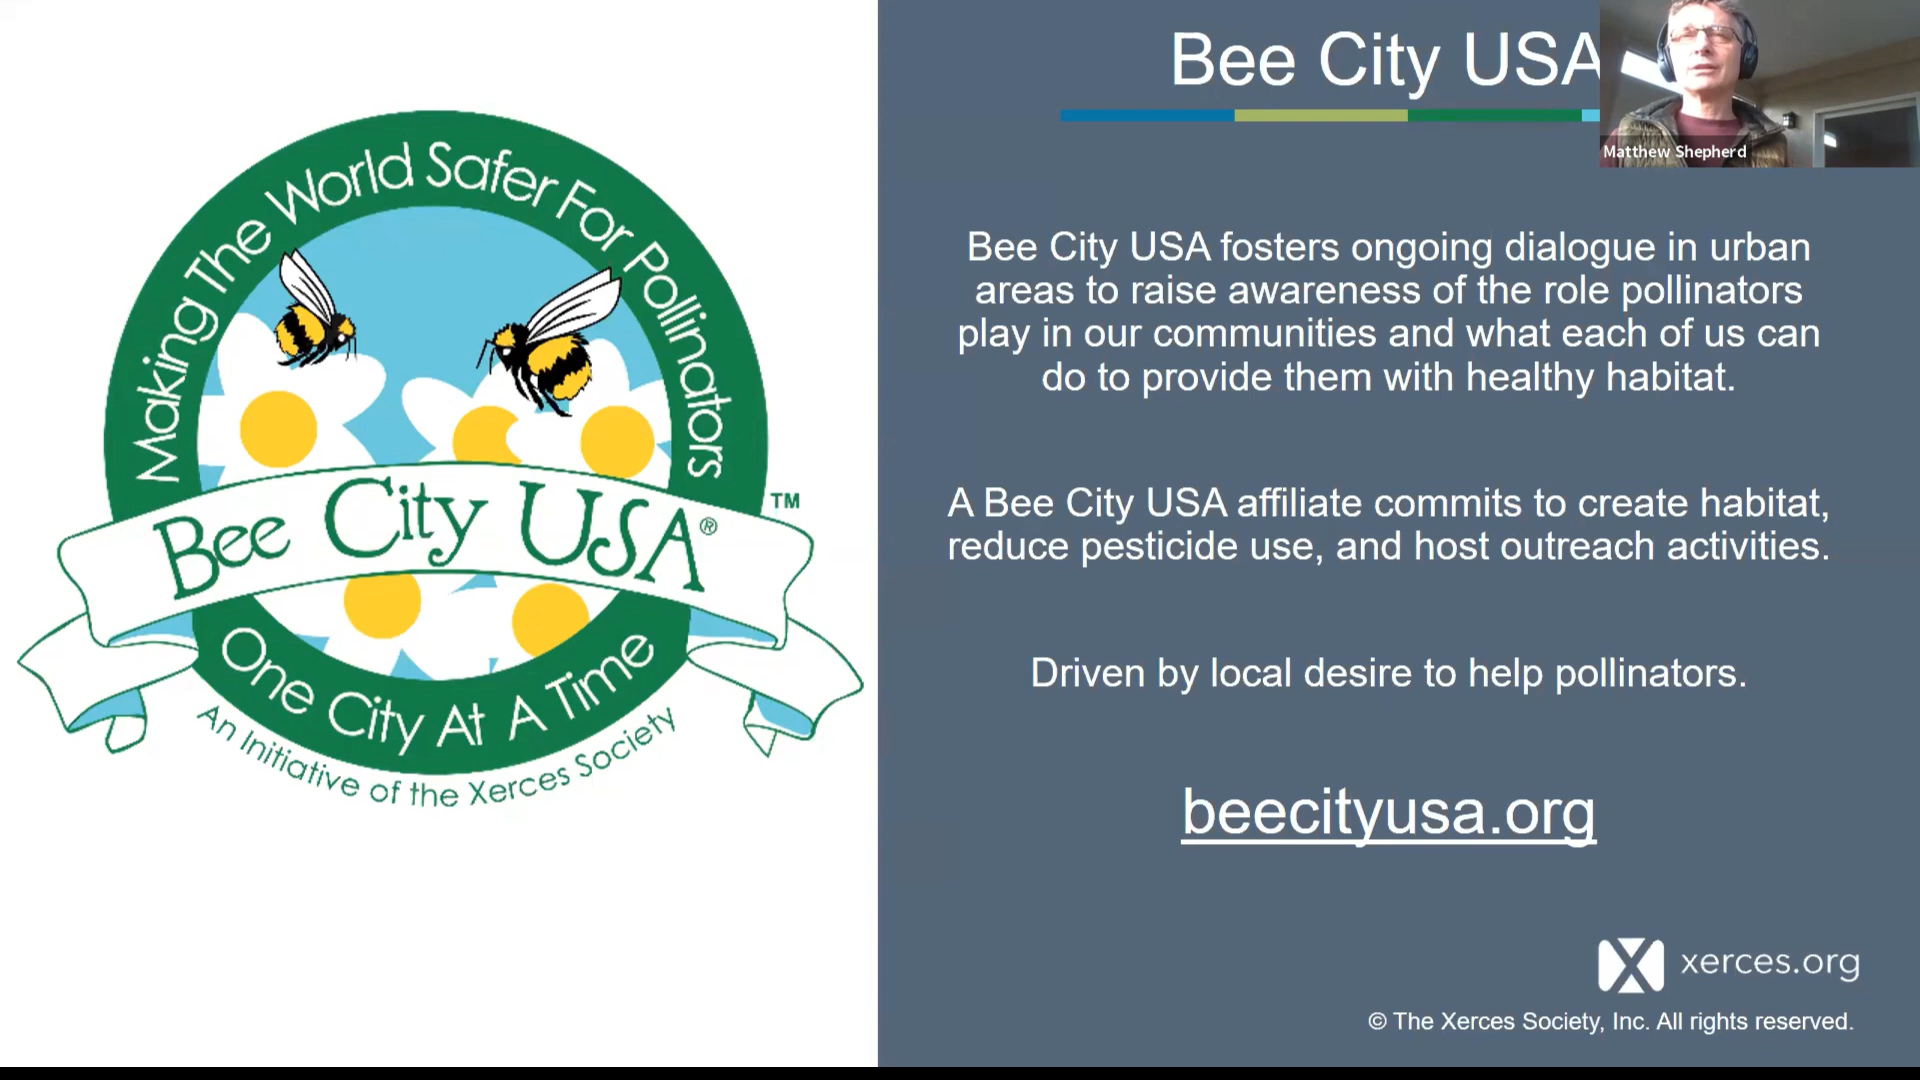 Making The World Safer For Pollinators
Bee City USA®
TM
One City At A Time
An Initiative of the Xerces Society
Bee City USA
Matthew Shepherd
Bee City USA fosters ongoing dialogue in urban
areas to raise awareness of the role pollinators
play in our communities and what each of us can
do to provide them with healthy habitat.
A Bee City USA affiliate commits to create habitat,
reduce pesticide use, and host outreach activities.
Driven by local desire to help pollinators.
beecityusa.org
xerces.org
© The Xerces Society, Inc. All rights reserved.